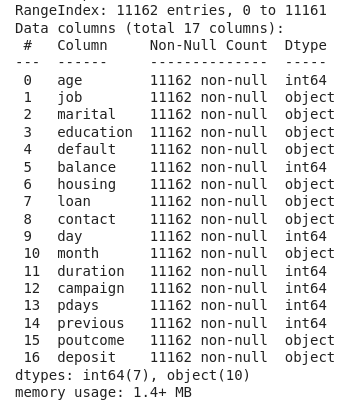 RangeIndex: 11162 entries, 0 to 11161
Data columns (total 17 columns):
 #   Column     Non-Null Count  Dtype
---  ------     --------------  -----
 0   age        11162 non-null  int64
 1   job        11162 non-null  object
 2   marital    11162 non-null  object
 3   education  11162 non-null  object
 4   default    11162 non-null  object
 5   balance    11162 non-null  int64
 6   housing    11162 non-null  object
 7   loan       11162 non-null  object
 8   contact    11162 non-null  object
 9   day        11162 non-null  int64
 10  month      11162 non-null  object
 11  duration   11162 non-null  int64
 12  campaign   11162 non-null  int64
 13  pdays      11162 non-null  int64
 14  previous   11162 non-null  int64
 15  poutcome   11162 non-null  object
 16  deposit    11162 non-null  object
dtypes: int64(7), object(10)
memory usage: 1.4+ MB